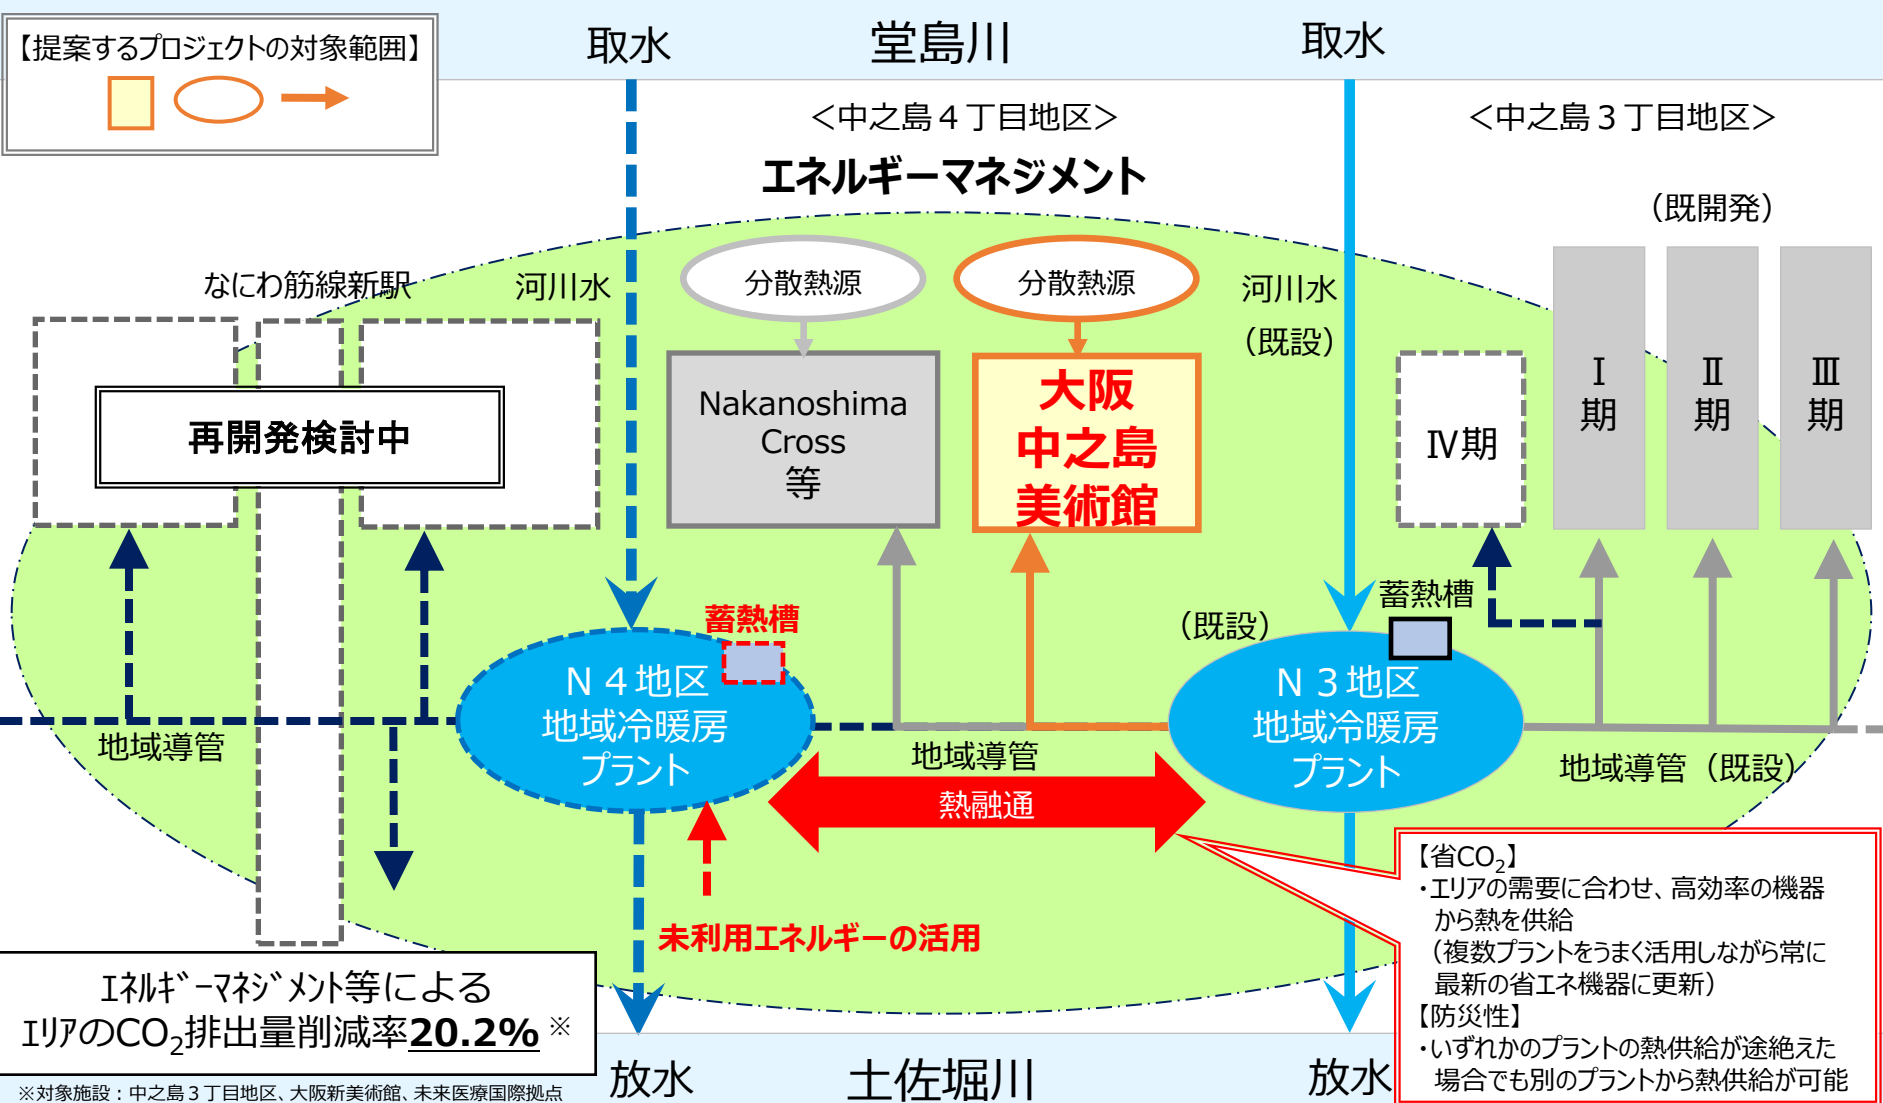 【提案するプロジェクトの対象範囲】
取水
堂島川
取水
＜中之島４丁目地区＞
＜中之島３丁目地区＞
エネルギーマネジメント
（既開発）
なにわ筋線新駅
河川水
分散熱源
分散熱源
河川水
（既設）
再開発検討中
Nakanoshima
Cross
等
大阪
中之島
美術館
Ⅳ期
Ⅰ
期
Ⅱ
期
Ⅲ
期
蓄熱槽
（既設）
蓄熱槽
Ｎ４地区
地域冷暖房
プラント
Ｎ３地区
地域冷暖房
プラント
地域導管
地域導管
地域導管（既設）
熱融通
未利用エネルギーの活用
【省CO₂】
・エリアの需要に合わせ、高効率の機器
から熱を供給
（複数プラントをうまく活用しながら常に
最新の省エネ機器に更新）
【防災性】
・いずれかのプラントの熱供給が途絶えた
場合でも別のプラントから熱供給が可能
ｴﾈﾙｷﾞｰﾏﾈｼﾞﾒﾝﾄ等による
ｴﾘｱのCO₂排出量削減率20.2% ※
※対象施設：中之島３丁目地区、大阪新美術館、未来医療国際拠点
放水
土佐堀川
放水